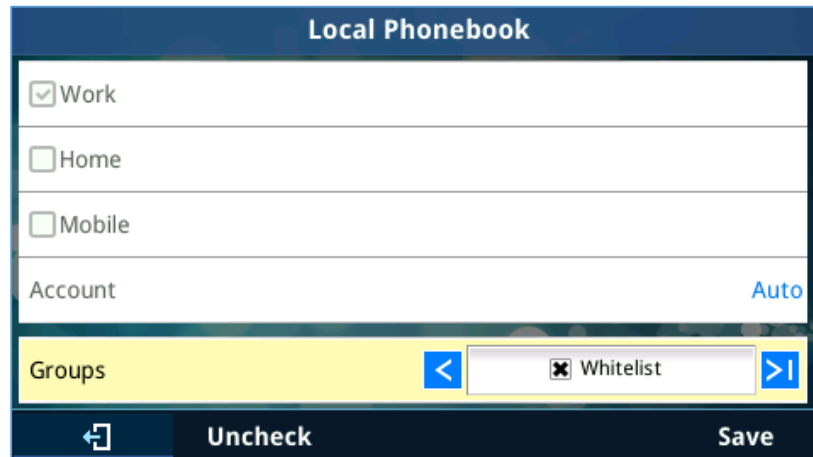 Local Phonebook
Work
Home
Mobile
Account Auto
Groups Whitelist
Uncheck Save